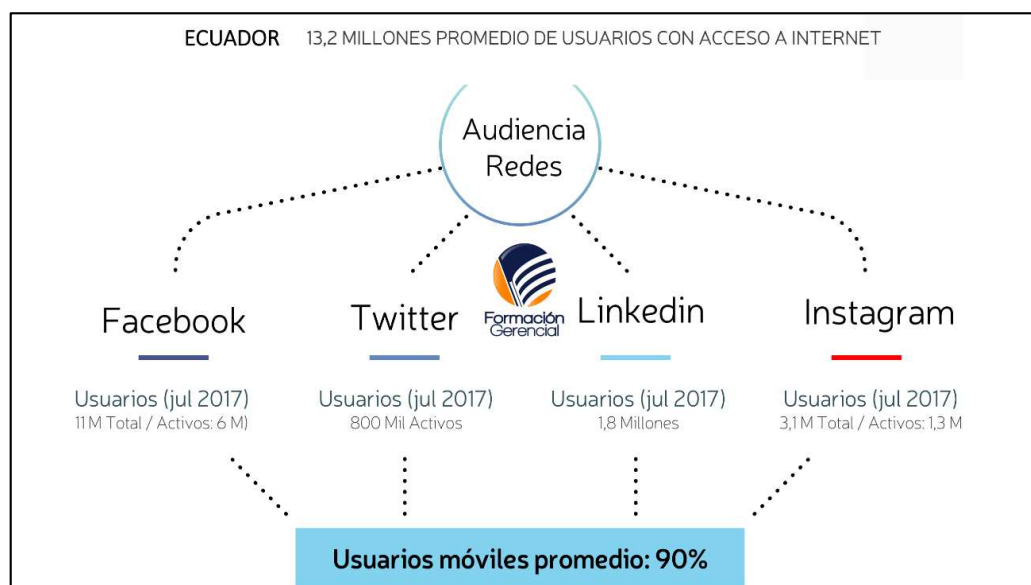 ECUADOR 13,2 MILLONES PROMEDIO DE USUARIOS CON ACCESO A INTERNET
Audiencia
Redes
Facebook
Twitter
Formación
Gerencial
Linkedin
Instagram
Usuarios (jul 2017)
11 M Total / Activos: 6 M)
Usuarios (jul 2017)
800 Mil Activos
Usuarios (jul 2017)
1,8 Millones
Usuarios (jul 2017)
3,1 M Total / Activos: 1,3 M
Usuarios móviles promedio: 90%